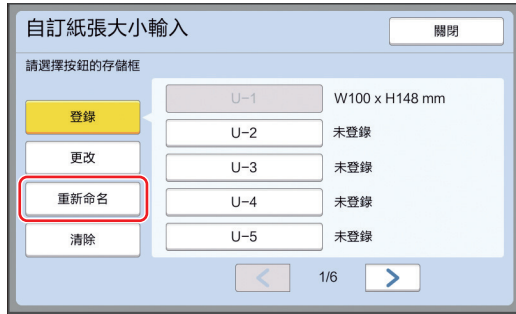 自訂紙張大小輸入
關閉
請選擇按鈕的存儲框
登錄
更改
重新命名
清除
U-1 W100 x H148 mm
U-2 未登錄
U-3 未登錄
U-4 未登錄
U-5 未登錄
1/6